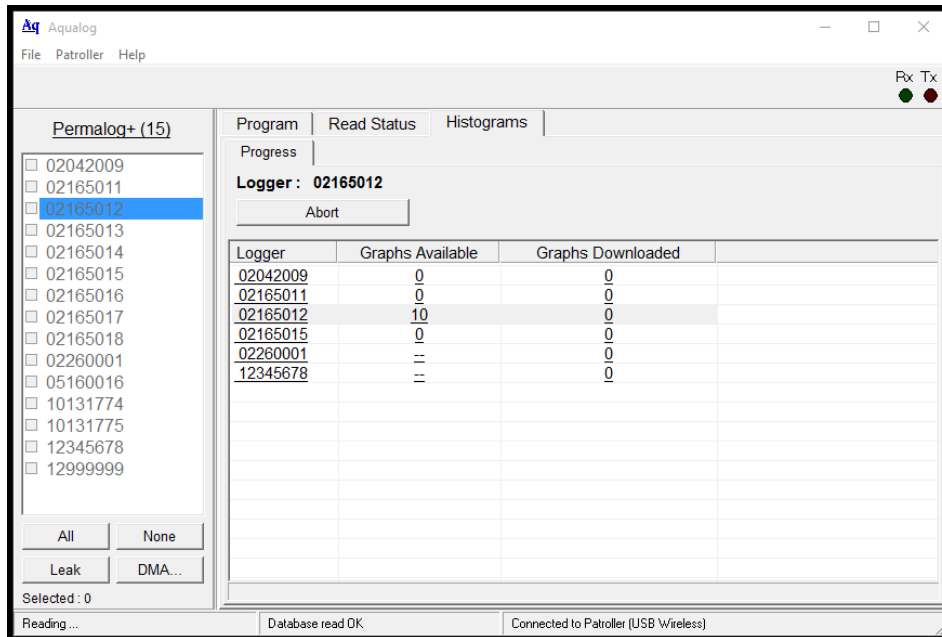 Aq Aqualog
File Patroller Help
Rx Tx
Permalog+ (15)
02042009
02165011
02165012
02165013
02165014
02165015
02165016
02165017
02165018
02260001
05160016
10131774
10131775
12345678
12999999
All None
Leak DMA...
Selected : 0
Program Read Status Histograms
Progress
Logger : 02165012
Abort
Logger Graphs Available Graphs Downloaded
02042009 0 0
02165011 0 0
02165012 10 0
02165015 0 0
02260001 -- 0
12345678 -- 0
Reading ... Database read OK Connected to Patroller (USB Wireless)